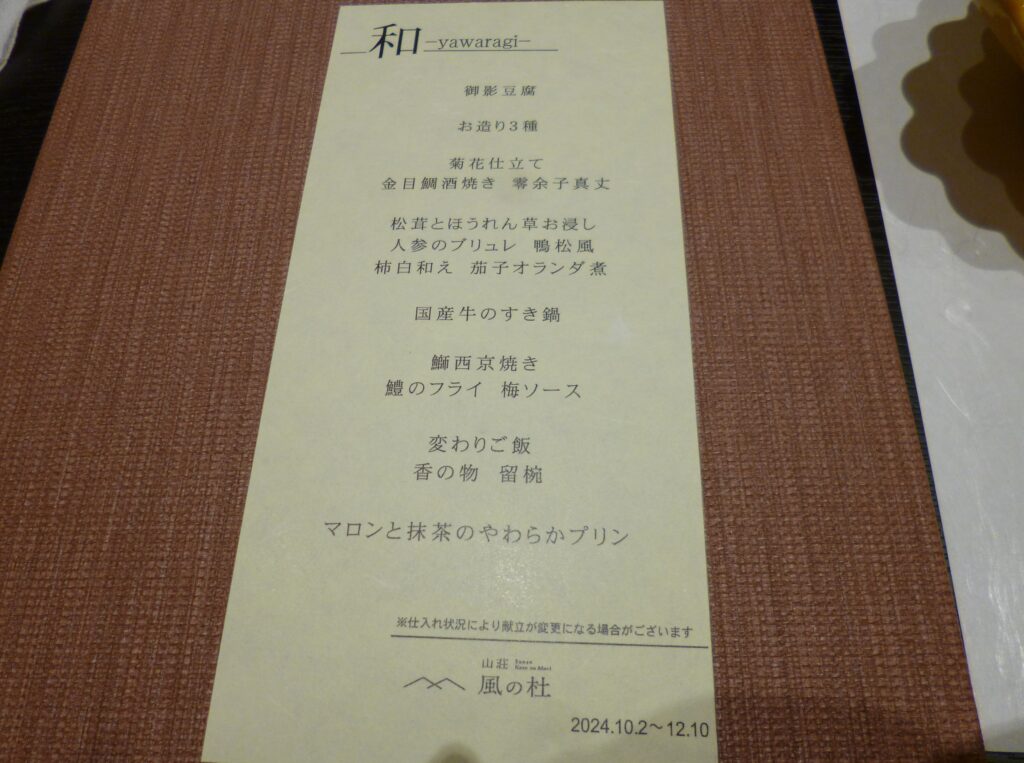 和 –yawaragi–
御影豆腐
お造り3種
菊花仕立て
金目鯛酒焼き 零余子真丈
松茸とほうれん草お浸し
人参のブリュレ 鴨松風
柿白和え 茄子オランダ煮
国産牛のすき鍋
鰤西京焼き
鱧のフライ 梅ソース
変わりご飯
香の物 留椀
マロンと抹茶のやわらかプリン
※仕入れ状況により献立が変更になる場合がございます
山荘 Sanso Kaze no Mori
風の杜
2024.10.2～12.10